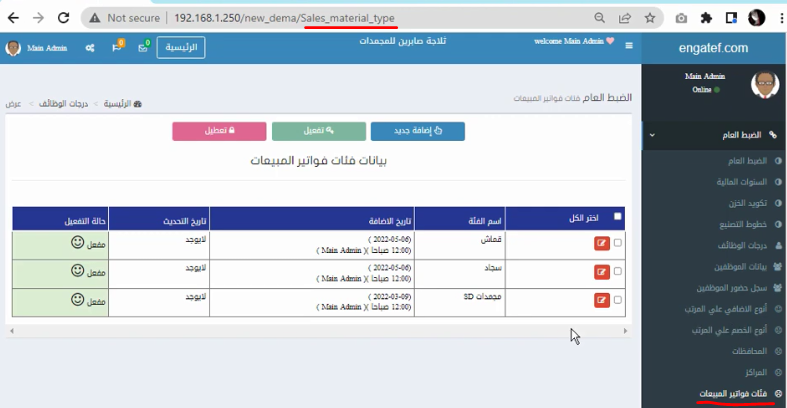 Not secure | 192.168.1.250/new_dema/Sales_material_type
engatef.com
welcome Main Admin
ثلاجة صابرين للمجمدات
الرئيسية
0
0
Main Admin
Main Admin
Online
الضبط العام
الضبط العام
السنوات المالية
تكويد الخزن
خطوط التصنيع
درجات الوظائف
بيانات الموظفين
سجل حضور الموظفين
أنوع الاضافي علي المرتب
أنوع الخصم علي المرتب
المحافظات
المراكز
فئات فواتير المبيعات
الضبط العام فئات فواتير المبيعات
الرئيسية > درجات الوظائف > عرض
إضافة جديد
تفعيل
تعطيل
بيانات فئات فواتير المبيعات
اختر الكل اسم الفئة تاريخ الاضافة تاريخ التحديث حالة التفعيل
قماش (2022-05-06 ) لايوجد مفعل
12:00 صباحا )( Main Admin )
سجاد (2022-05-06 ) لايوجد مفعل
12:00 صباحا )( Main Admin )
مجمدات SD (2022-03-09 ) لايوجد مفعل
12:00 صباحا )( Main Admin )